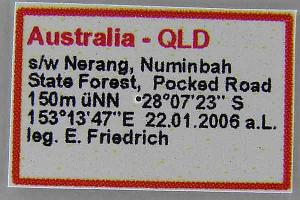 Australia - QLD
s/w Nerang, Numinbah
State Forest, Pocked Road
150m üNN 28°07'23" S
153°13'47"E 22.01.2006 a.L.
leg. E. Friedrich